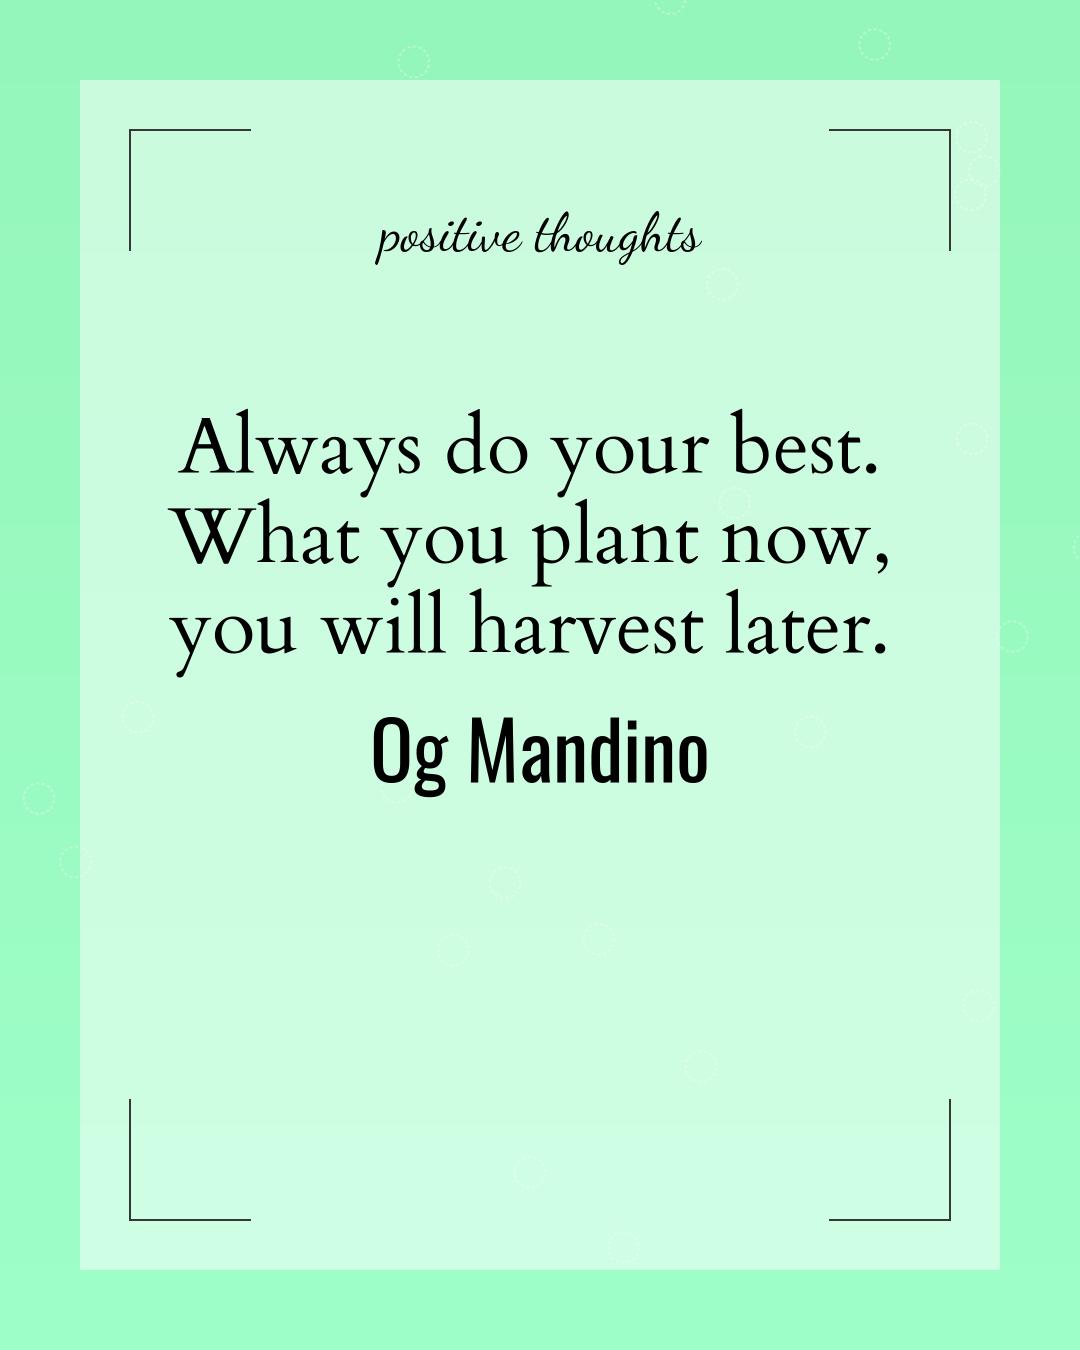 positive thoughts
Always do your best.
What you plant now,
you will harvest later.
Og Mandino